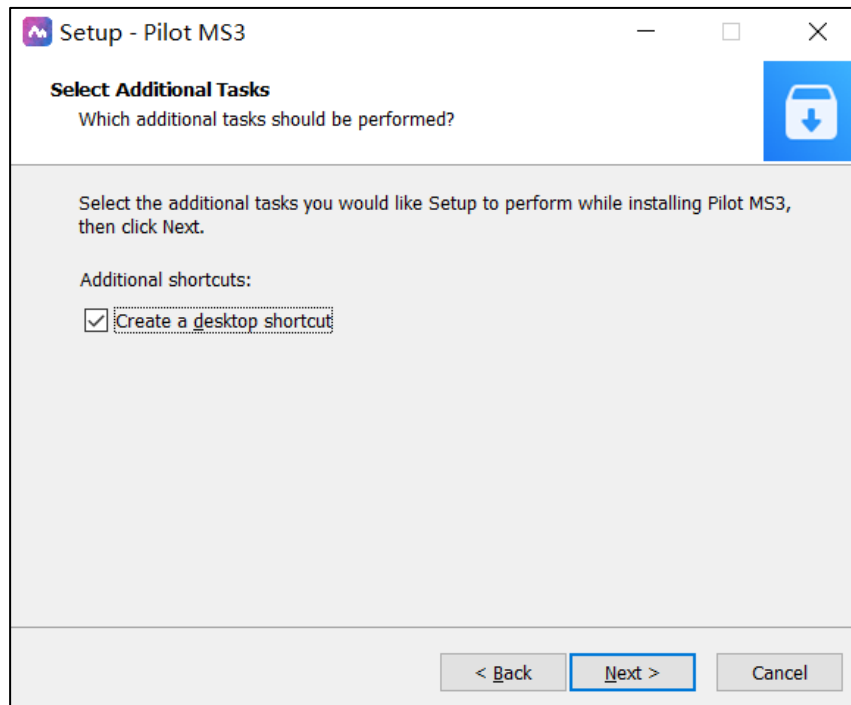 Setup - Pilot MS3
Select Additional Tasks
Which additional tasks should be performed?
Select the additional tasks you would like Setup to perform while installing Pilot MS3,
then click Next.
Additional shortcuts:
Create a desktop shortcut
< Back
Next >
Cancel